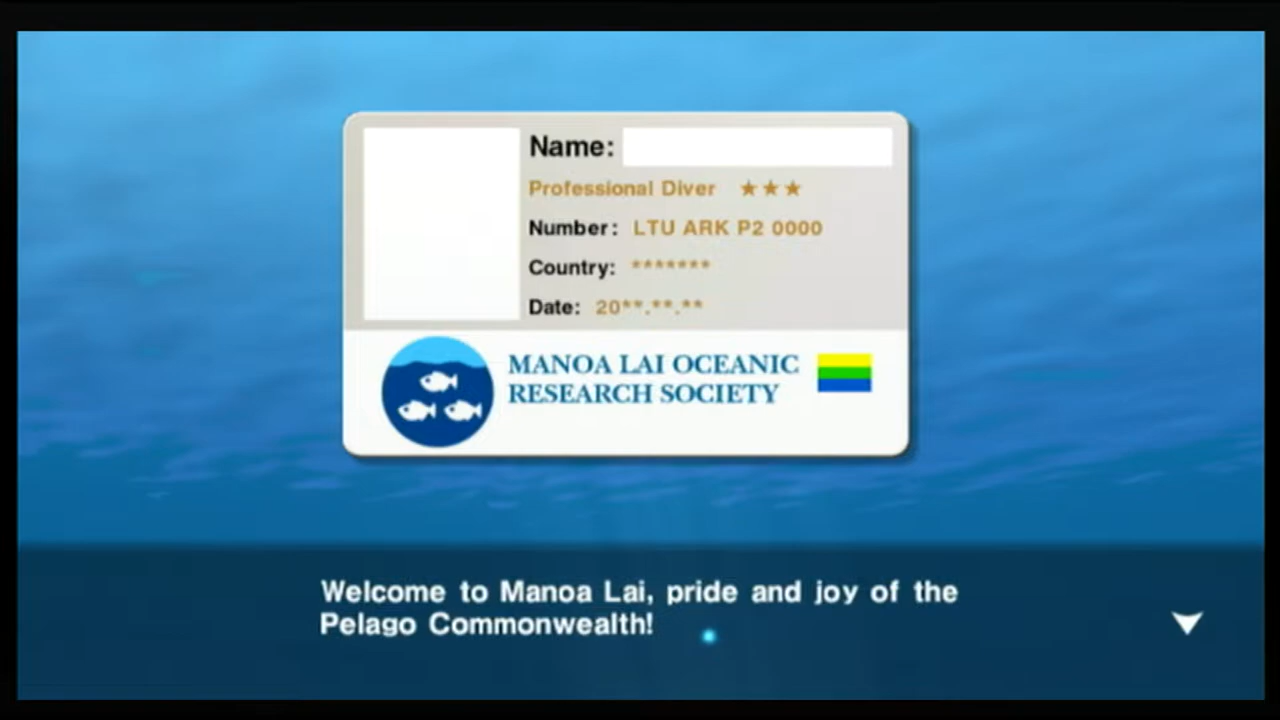 Name:
Professional Diver ★★★
Number: LTU ARK P2 0000
Country: *******
Date: 20**.**.**
MANOA LAI OCEANIC
RESEARCH SOCIETY
Welcome to Manoa Lai, pride and joy of the
Pelago Commonwealth!